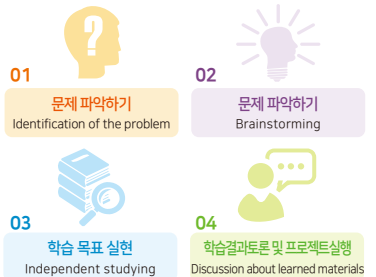 ?
01
문제 파악하기
Identification of the problem
02
문제 파악하기
Brainstorming
03
학습 목표 실현
Independent studying
04
학습결과토론 및 프로젝트실행
Discussion about learned materials